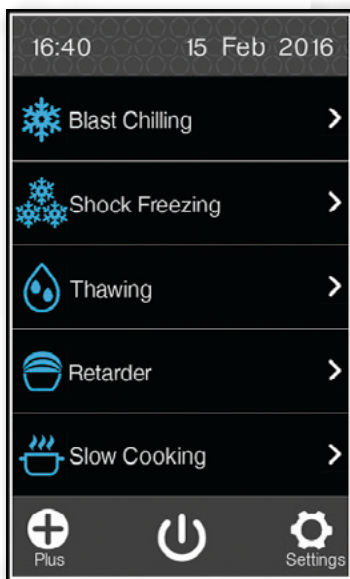 16:40 15 Feb 2016
Blast Chilling
Shock Freezing
Thawing
Retarder
Slow Cooking
Plus Settings